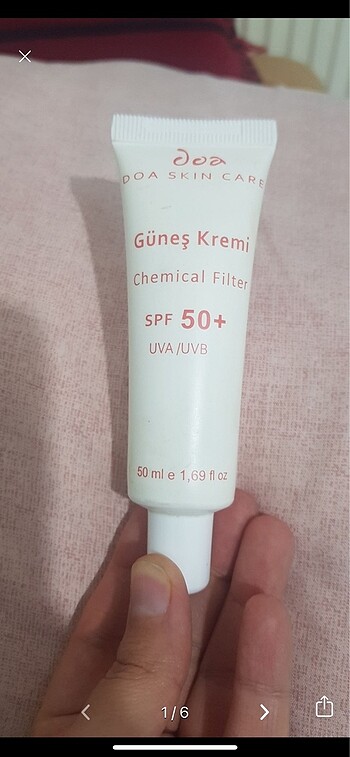 doa
DOA SKIN CARE
Güneş Kremi
Chemical Filter
SPF 50+
UVA/UVB
50 ml e 1,69 fl oz
1/6